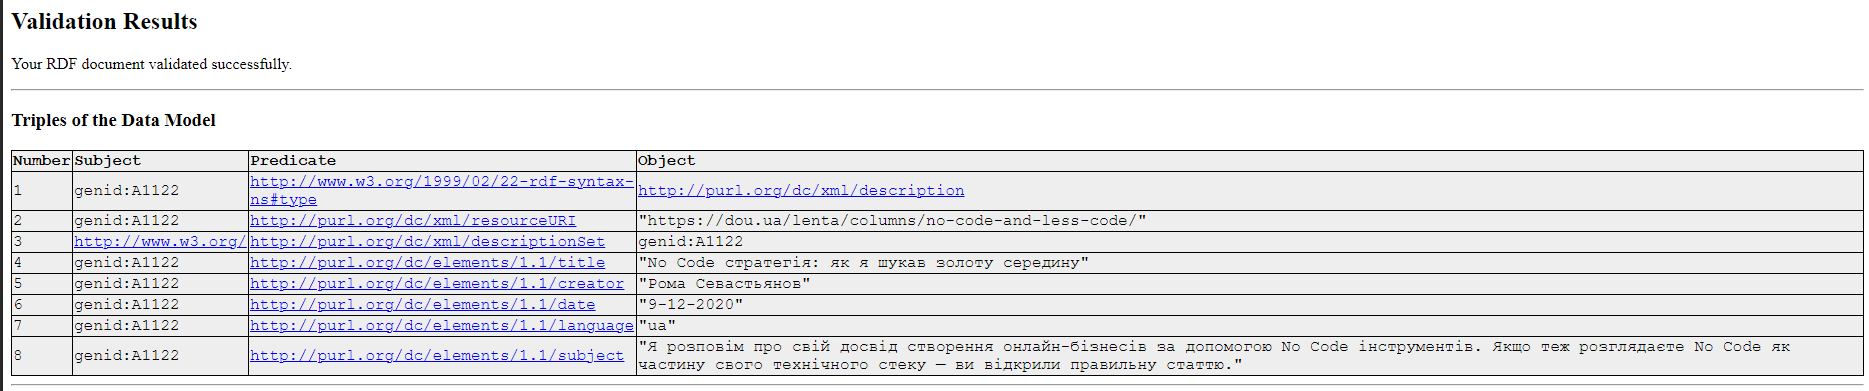 Validation Results
Your RDF document validated successfully.
Triples of the Data Model
Number Subject Predicate Object
1 genid:A1122 http://www.w3.org/1999/02/22-rdf-syntax-
ns#type http://purl.org/dc/xml/description
2 genid:A1122 http://purl.org/dc/xml/resourceURI "https://dou.ua/lenta/columns/no-code-and-less-code/"
3 http://www.w3.org/ http://purl.org/dc/xml/descriptionSet genid:A1122
4 genid:A1122 http://purl.org/dc/elements/1.1/title "No Code стратегія: як я шукав золоту середину"
5 genid:A1122 http://purl.org/dc/elements/1.1/creator "Рома Севастьянов"
6 genid:A1122 http://purl.org/dc/elements/1.1/date "9-12-2020"
7 genid:A1122 http://purl.org/dc/elements/1.1/language "ua"
8 genid:A1122 http://purl.org/dc/elements/1.1/subject "Я розповім про свій досвід створення онлайн-бізнесів за допомогою No Code інструментів. Якщо теж розглядаєте No Code як
частину свого технічного стеку — ви відкрили правильну статтю."